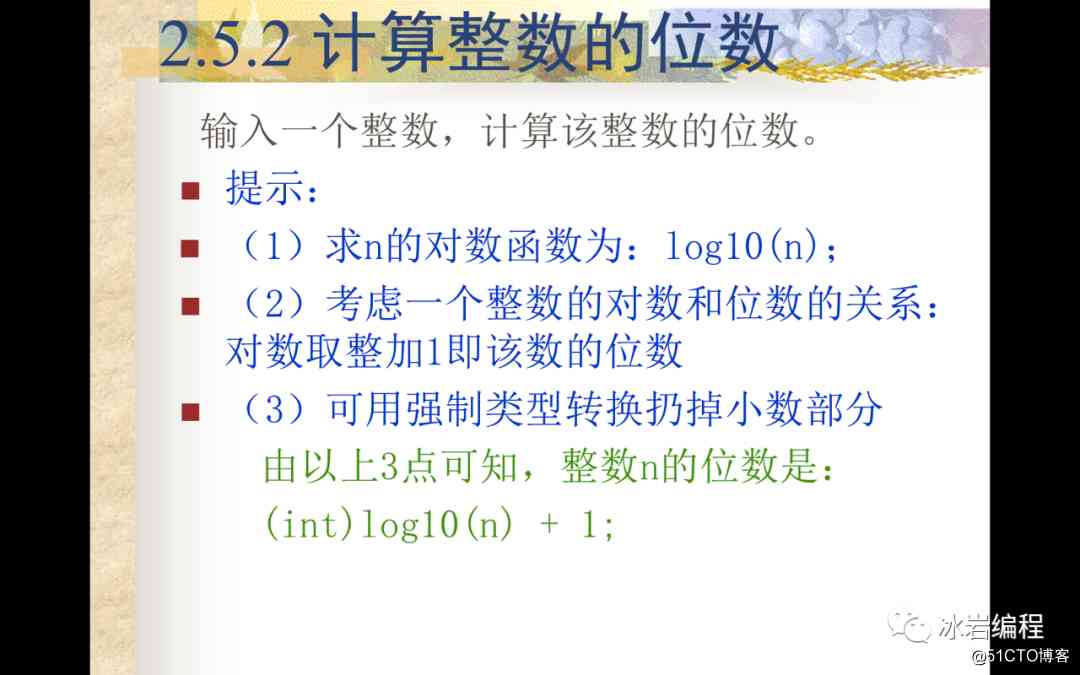 2.5.2 计算整数的位数
输入一个整数，计算该整数的位数。
提示：
（1）求n的对数函数为：log10(n)；
（2）考虑一个整数的对数和位数的关系：
对数取整加1即该数的位数
（3）可用强制类型转换扔掉小数部分
由以上3点可知，整数n的位数是：
(int)log10(n) + 1;
冰岩编程
@51CTO博客